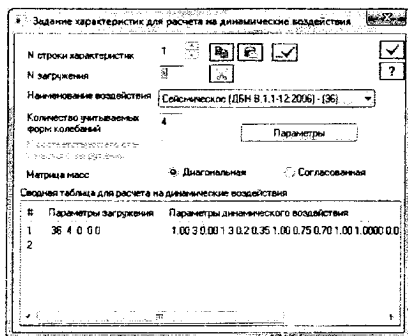 Задание характеристик для расчета на динамические воздействия
N строки характеристик 1
N загружения
?
Наименование воздействия Сейсмическое (ДБН В.1.1-12:2006) - (36)
Количество учитываемых форм колебаний 4
Параметры
Матрица масс Диагональная Согласованная
Сводная таблица для расчета на динамические воздействия
# Параметры загружения Параметры динамического воздействия
1 36 4 0 0 0 1.00 3 0.00 1 3 0.2 0.35 1.00 0.75 0.70 1.00 1.0000 0.0
2